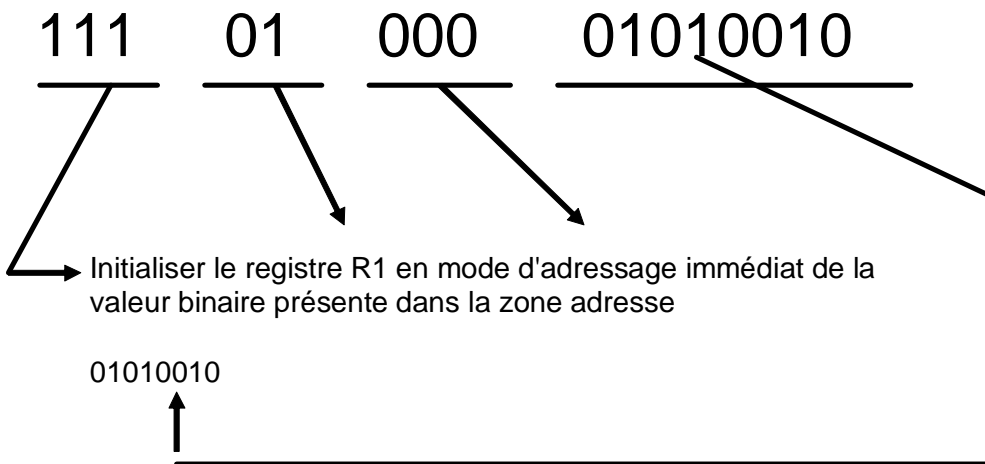 111 01 000 01010010
Initialiser le registre R1 en mode d'adressage immédiat de la
valeur binaire présente dans la zone adresse
01010010